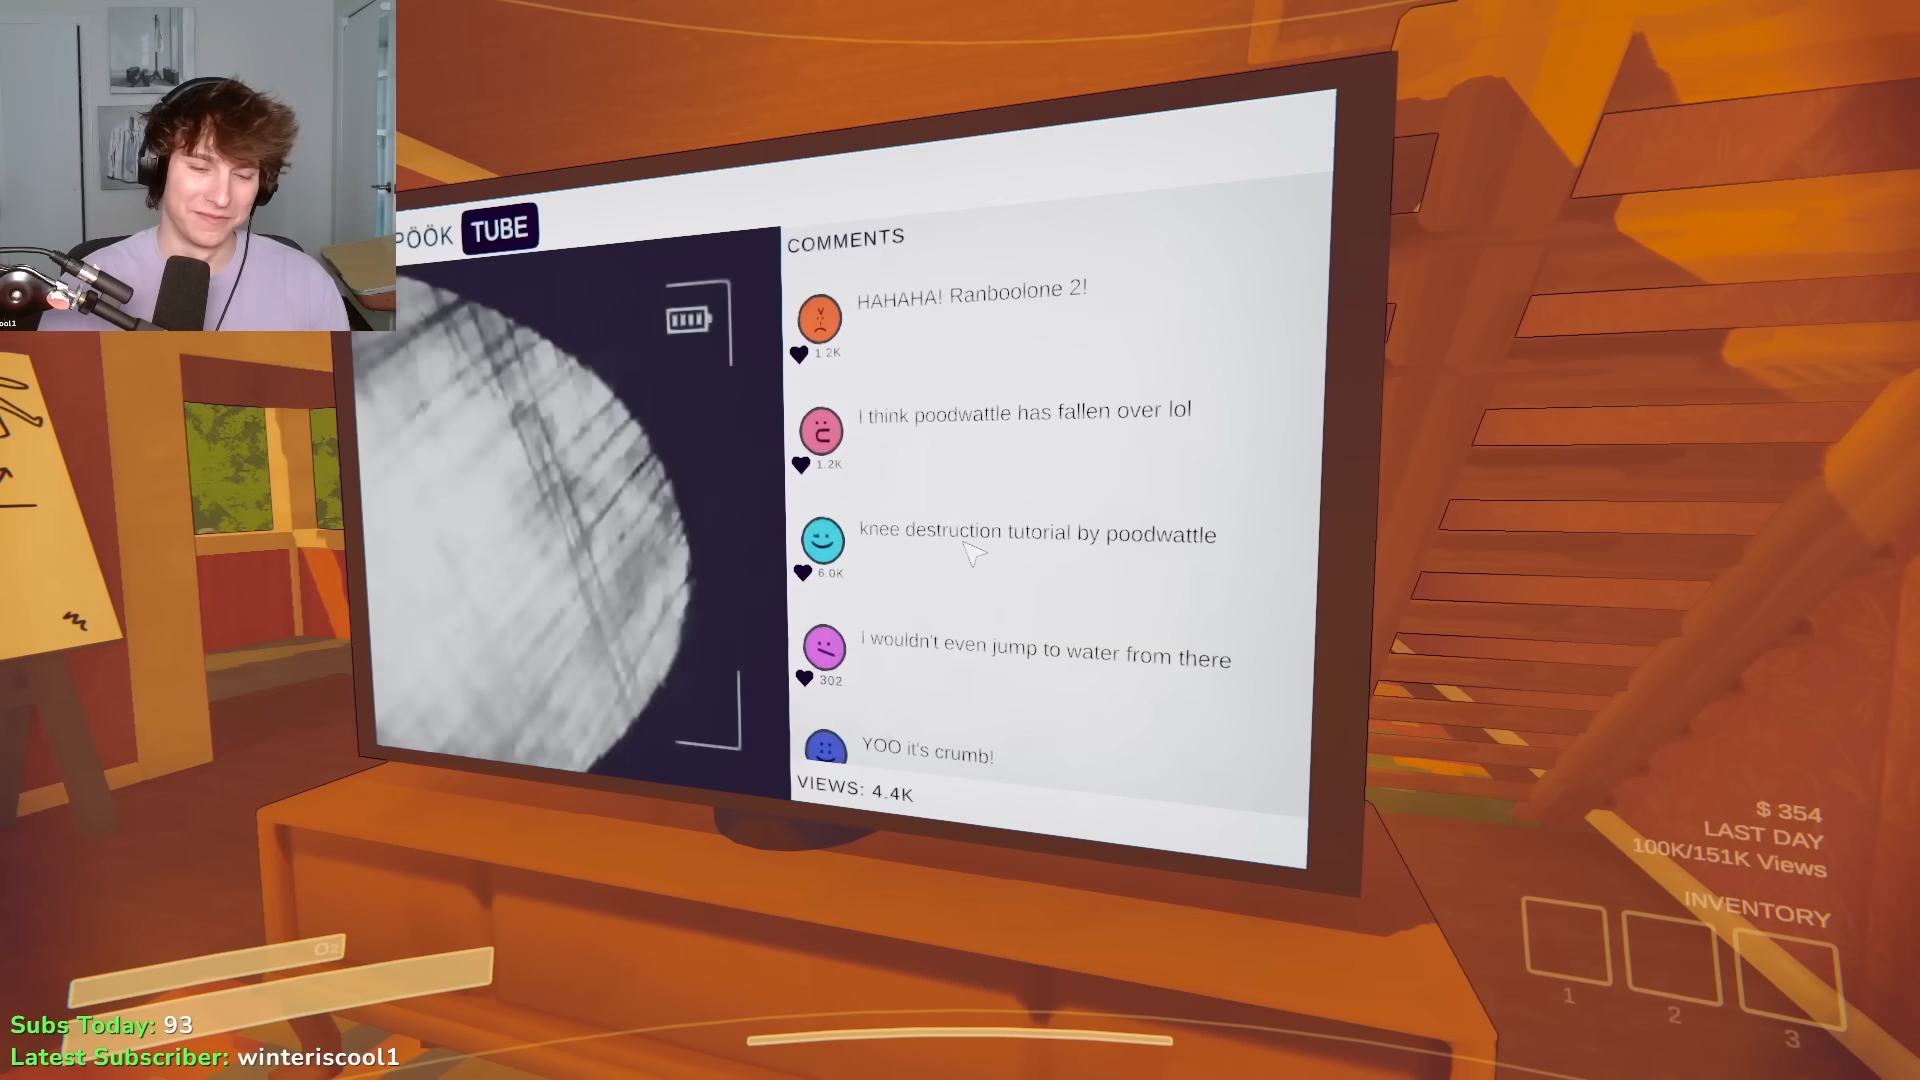 PÖÖK TUBE
COMMENTS
HAHAHA! Ranboolone 2!
1.2K
I think poodwattle has fallen over lol
1.2K
knee destruction tutorial by poodwattle
6.0K
I wouldn't even jump to water from there
302
YOO it's crumb!
VIEWS: 4.4K
ool1
$ 354
LAST DAY
100K/151K Views
INVENTORY
1
2
3
Subs Today: 93
Latest Subscriber: winteriscool1